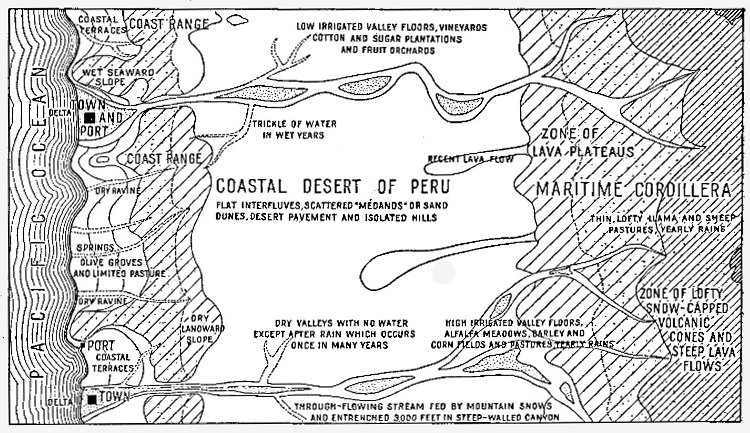 COASTAL
TERRACES
COAST RANGE
LOW IRRIGATED VALLEY FLOORS, VINEYARDS
COTTON AND SUGAR PLANTATIONS
AND FRUIT ORCHARDS
WET SEAWARD
SLOPE
PACIFIC OCEAN
DELTA
TOWN
AND
PORT
TRICKLE OF WATER
IN WET YEARS
ZONE OF
LAVA PLATEAUS
COAST RANGE
RECENT LAVA FLOW
DRY RAVINE
COASTAL DESERT OF PERU
MARITIME CORDILLERA
FLAT INTERFLUVES, SCATTERED "MÉDANOS" OR SAND
DUNES, DESERT PAVEMENT AND ISOLATED HILLS
THIN, LOFTY LLAMA AND SHEEP
PASTURES, YEARLY RAINS
SPRINGS
OLIVE GROVES
AND LIMITED PASTURE
DRY RAVINE
ZONE OF LOFTY,
SNOW-CAPPED
VOLCANIC
CONES AND
STEEP LAVA
FLOWS
DRY
LANDWARD
SLOPE
DRY VALLEYS WITH NO WATER
EXCEPT AFTER RAIN WHICH OCCURS
ONCE IN MANY YEARS
HIGH IRRIGATED VALLEY FLOORS,
ALFALFA MEADOWS, BARLEY AND
CORN FIELDS AND PASTURES, YEARLY RAINS
PORT
COASTAL
TERRACES
DELTA
TOWN
THROUGH-FLOWING STREAM FED BY MOUNTAIN SNOWS
AND ENTRENCHED 3000 FEET IN STEEP-WALLED CANYON